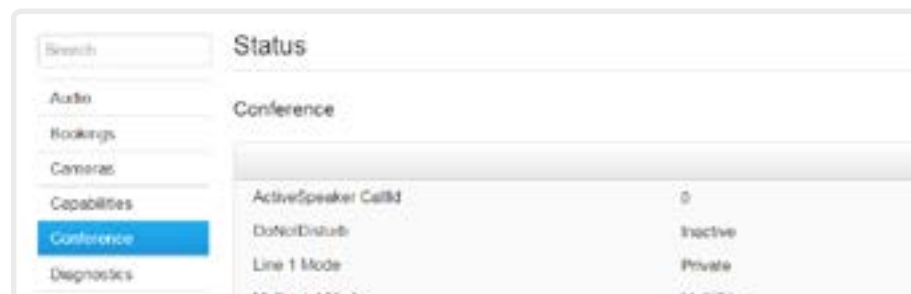 Search
Status
Audio
Bookings
Cameras
Capabilities
Conference
Diagnostics
Conference
ActiveSpeaker CallId 0
DoNotDisturb Inactive
Line 1 Mode Private